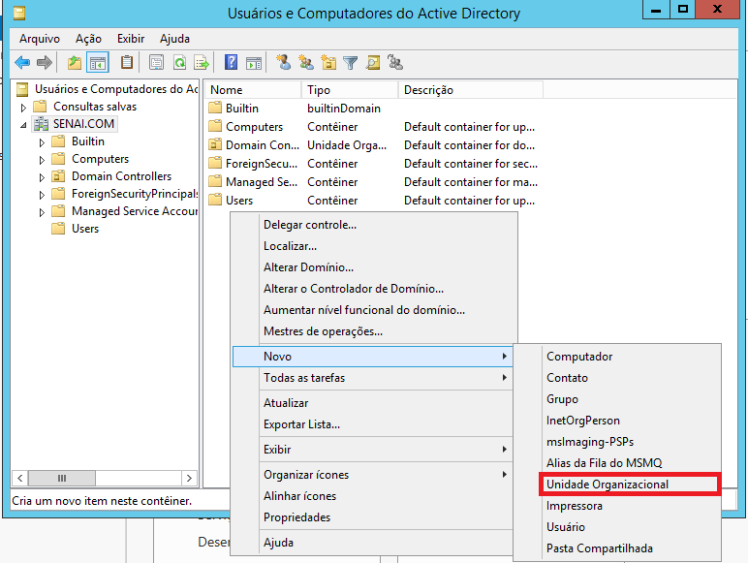 Usuários e Computadores do Active Directory
Arquivo Ação Exibir Ajuda
Usuários e Computadores do Ac
Consultas salvas
SENAI.COM
Builtin
Computers
Domain Controllers
ForeignSecurityPrincipals
Managed Service Accour
Users
Nome Tipo Descrição
Builtin builtinDomain
Computers Contêiner Default container for up...
Domain Con... Unidade Orga... Default container for do...
ForeignSecu... Contêiner Default container for sec...
Managed Se... Contêiner Default container for ma...
Users Contêiner Default container for up...
Delegar controle...
Localizar...
Alterar Domínio...
Alterar o Controlador de Domínio...
Aumentar nível funcional do domínio...
Mestres de operações...
Novo
Todas as tarefas
Atualizar
Exportar Lista...
Exibir
Organizar ícones
Alinhar ícones
Propriedades
Ajuda
Computador
Contato
Grupo
InetOrgPerson
msImaging-PSPs
Alias da Fila do MSMQ
Unidade Organizacional
Impressora
Usuário
Pasta Compartilhada
Cria um novo item neste contêiner.
Deser